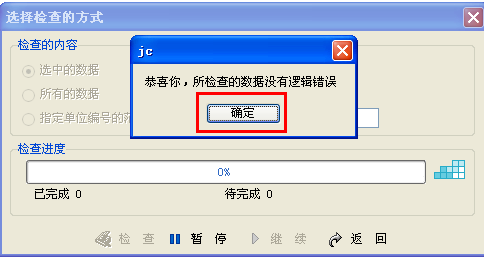 选择检查的方式
检查的内容
jc
选中的数据
恭喜你，所检查的数据没有逻辑错误
所有的数据
确定
指定单位编号的
检查进度
0%
已完成 0 待完成 0
检 查 暂 停 继 续 返 回